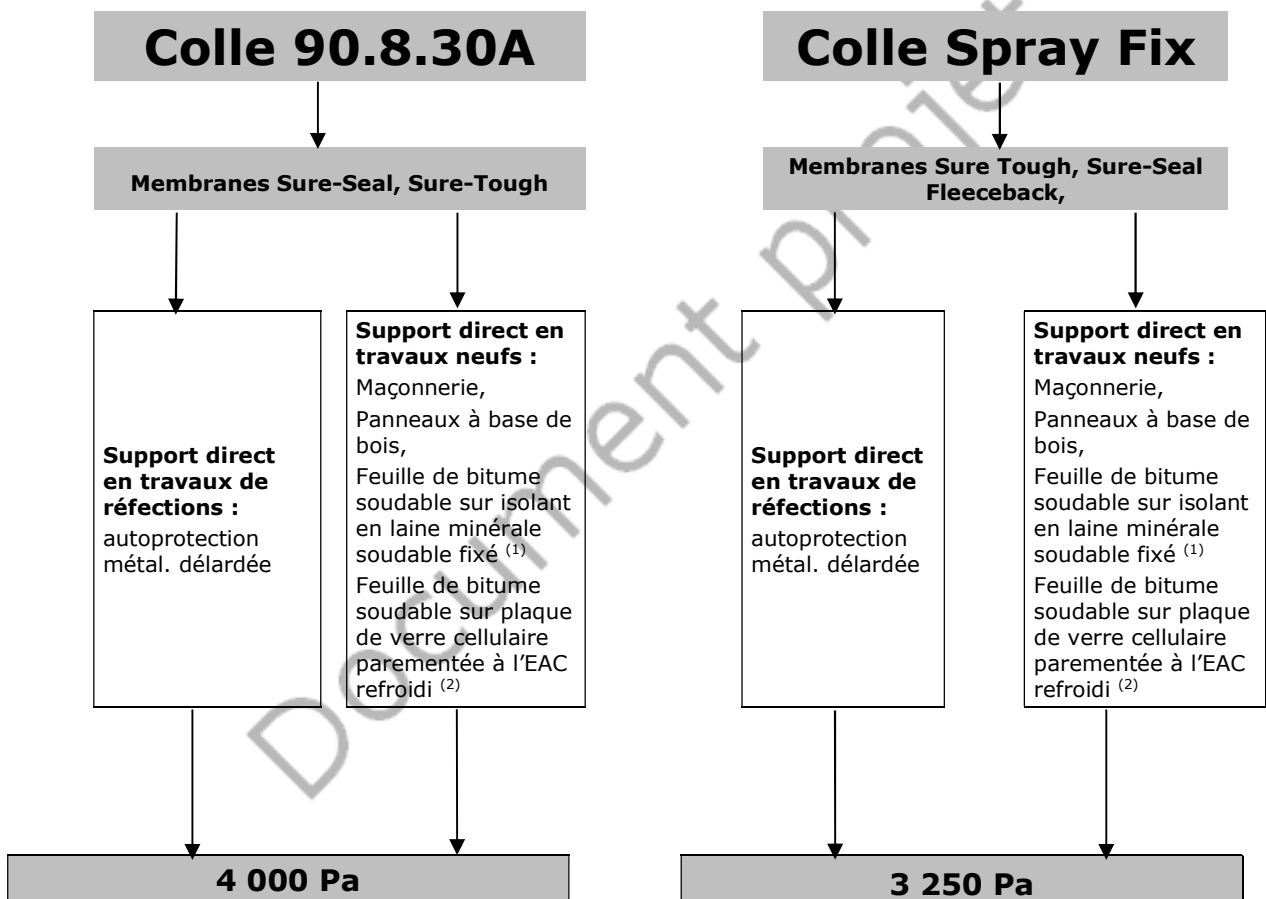 Colle 90.8.30A
Membranes Sure-Seal, Sure-Tough
Support direct
en travaux de
réfections :
autoprotection
métal. délardée
Support direct en
travaux neufs :
Maçonnerie,
Panneaux à base de
bois,
Feuille de bitume
soudable sur isolant
en laine minérale
soudable fixé (1)
Feuille de bitume
soudable sur plaque
de verre cellulaire
parementée à l'EAC
refroidi (2)
4 000 Pa
Colle Spray Fix
Membranes Sure Tough, Sure-Seal
Fleeceback,
Support direct
en travaux de
réfections :
autoprotection
métal. délardée
Support direct en
travaux neufs :
Maçonnerie,
Panneaux à base de
bois,
Feuille de bitume
soudable sur isolant
en laine minérale
soudable fixé (1)
Feuille de bitume
soudable sur plaque
de verre cellulaire
parementée à l'EAC
refroidi (2)
3 250 Pa
Document projet